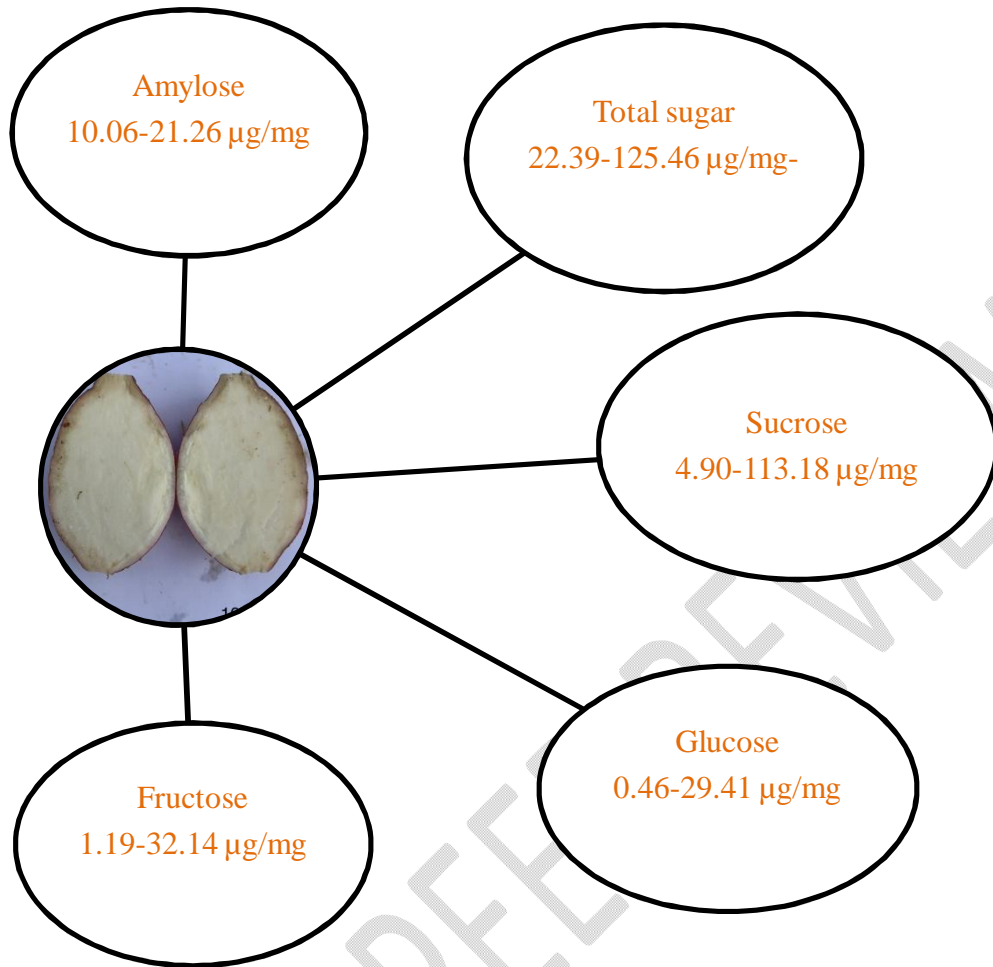 Amylose
10.06-21.26 µg/mg
Total sugar
22.39-125.46 µg/mg-
Sucrose
4.90-113.18 µg/mg
Glucose
0.46-29.41 µg/mg
Fructose
1.19-32.14 µg/mg